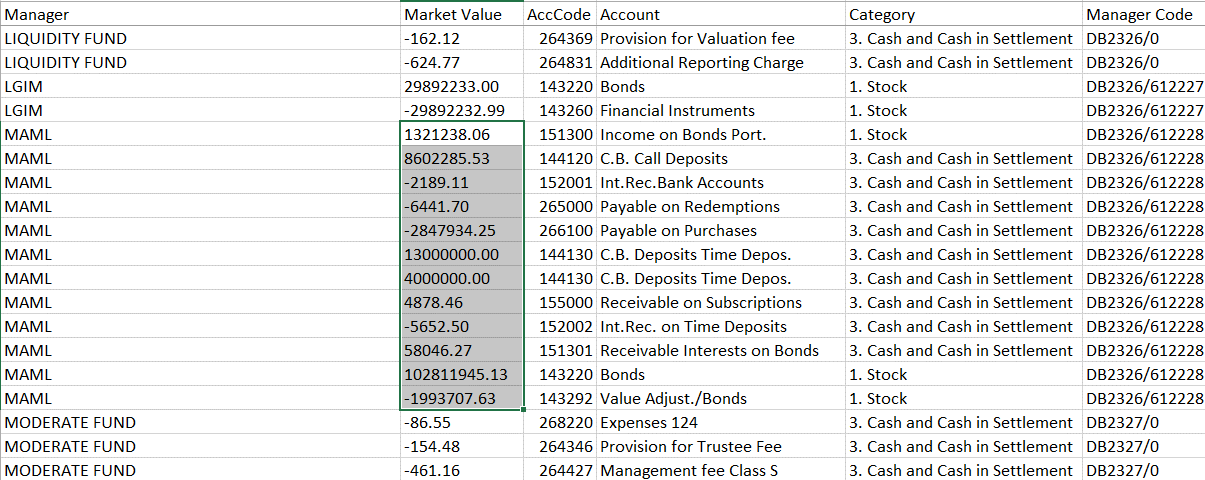 Manager Market Value AccCode Account Category Manager Code
LIQUIDITY FUND -162.12 264369 Provision for Valuation fee 3. Cash and Cash in Settlement DB2326/0
LIQUIDITY FUND -624.77 264831 Additional Reporting Charge 3. Cash and Cash in Settlement DB2326/0
LGIM 29892233.00 143220 Bonds 1. Stock DB2326/612227
LGIM -29892232.99 143260 Financial Instruments 1. Stock DB2326/612227
MAML 1321238.06 151300 Income on Bonds Port. 1. Stock DB2326/612228
MAML 8602285.53 144120 C.B. Call Deposits 3. Cash and Cash in Settlement DB2326/612228
MAML -2189.11 152001 Int.Rec.Bank Accounts 3. Cash and Cash in Settlement DB2326/612228
MAML -6441.70 265000 Payable on Redemptions 3. Cash and Cash in Settlement DB2326/612228
MAML -2847934.25 266100 Payable on Purchases 3. Cash and Cash in Settlement DB2326/612228
MAML 13000000.00 144130 C.B. Deposits Time Depos. 3. Cash and Cash in Settlement DB2326/612228
MAML 4000000.00 144130 C.B. Deposits Time Depos. 3. Cash and Cash in Settlement DB2326/612228
MAML 4878.46 155000 Receivable on Subscriptions 3. Cash and Cash in Settlement DB2326/612228
MAML -5652.50 152002 Int.Rec. on Time Deposits 3. Cash and Cash in Settlement DB2326/612228
MAML 58046.27 151301 Receivable Interests on Bonds 3. Cash and Cash in Settlement DB2326/612228
MAML 102811945.13 143220 Bonds 1. Stock DB2326/612228
MAML -1993707.63 143292 Value Adjust./Bonds 1. Stock DB2326/612228
MODERATE FUND -86.55 268220 Expenses 124 3. Cash and Cash in Settlement DB2327/0
MODERATE FUND -154.48 264346 Provision for Trustee Fee 3. Cash and Cash in Settlement DB2327/0
MODERATE FUND -461.16 264427 Management fee Class S 3. Cash and Cash in Settlement DB2327/0